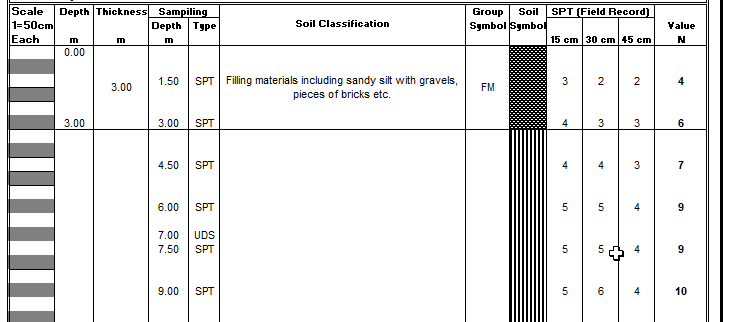 Scale Depth Thickness Sampiling Group Soil SPT (Field Record)
1=50cm Depth Type Soil Classification Symbol Symbol Value
Each m m m 15 cm 30 cm 45 cm N
0.00
3.00 1.50 SPT Filling materials including sandy silt with gravels, FM 3 2 2 4
pieces of bricks etc.
3.00 3.00 SPT 4 3 3 6
4.50 SPT 4 4 3 7
6.00 SPT 5 5 4 9
7.00 UDS
7.50 SPT 5 5 4 9
9.00 SPT 5 6 4 10